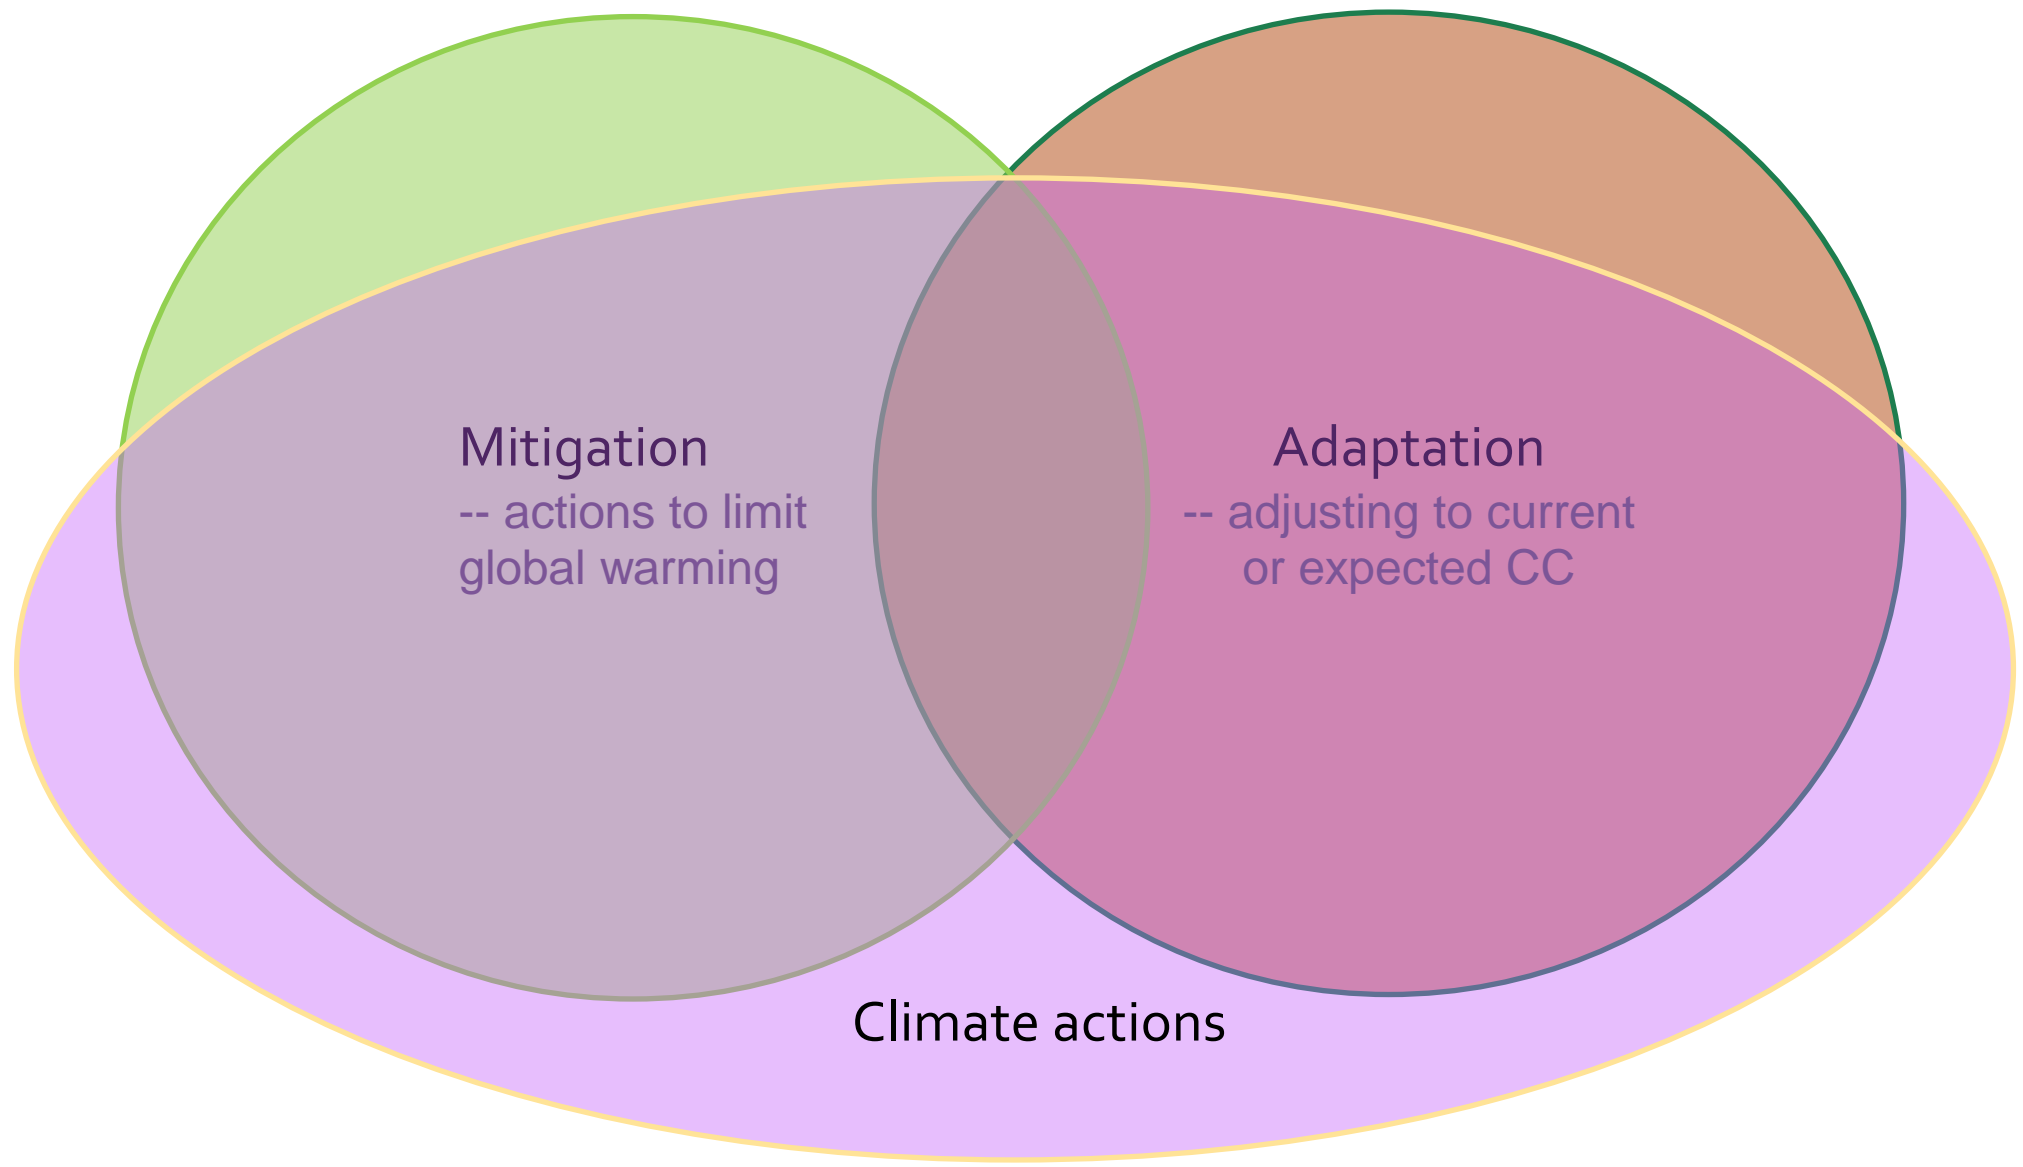 Mitigation
-- actions to limit
global warming
Adaptation
-- adjusting to current
or expected CC
Climate actions